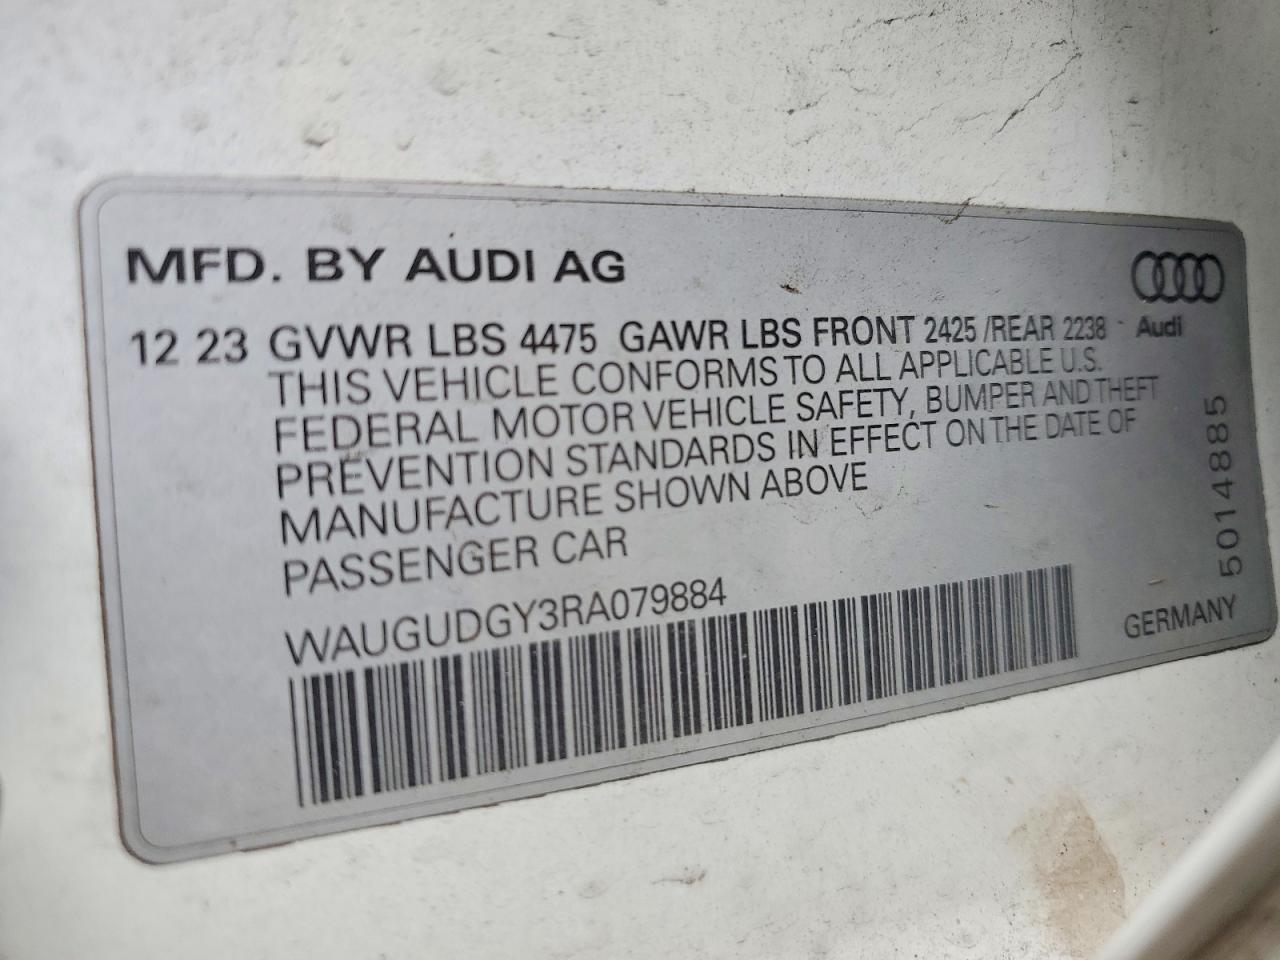 MFD. BY AUDI AG
12 23 GVWR LBS 4475 GAWR LBS FRONT 2425 /REAR 2238
Audi
THIS VEHICLE CONFORMS TO ALL APPLICABLE U.S.
FEDERAL MOTOR VEHICLE SAFETY, BUMPER AND THEFT
PREVENTION STANDARDS IN EFFECT ON THE DATE OF
MANUFACTURE SHOWN ABOVE
PASSENGER CAR
WAUGUDGY3RA079884
5014885
GERMANY